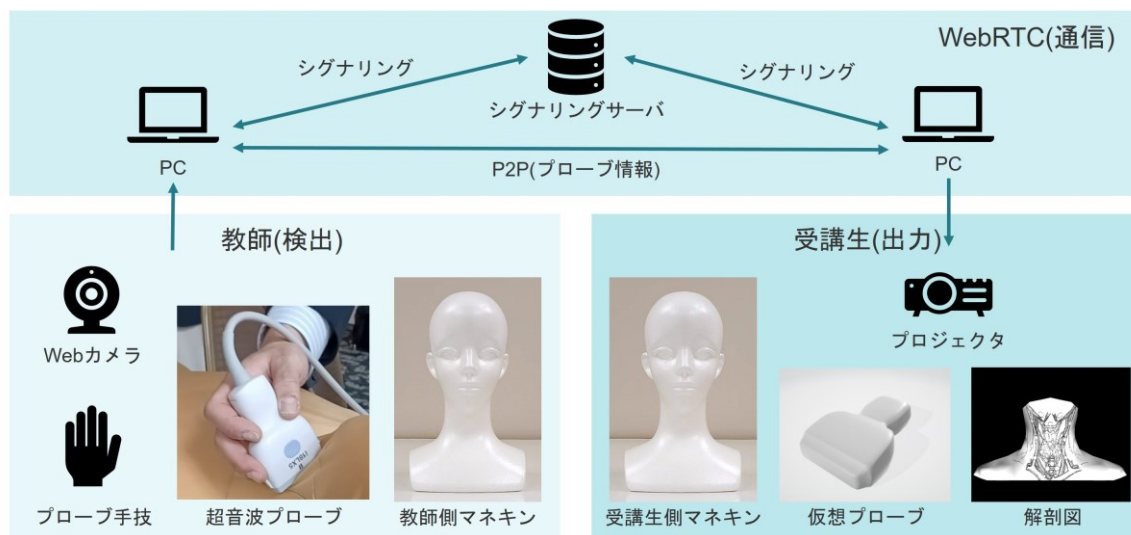 WebRTC(通信)
シグナリング
シグナリング
シグナリングサーバ
PC
P2P(プローブ情報)
PC
教師(検出)
Webカメラ
プローブ手技
超音波プローブ
教師側マネキン
受講生(出力)
プロジェクタ
受講生側マネキン
仮想プローブ
解剖図